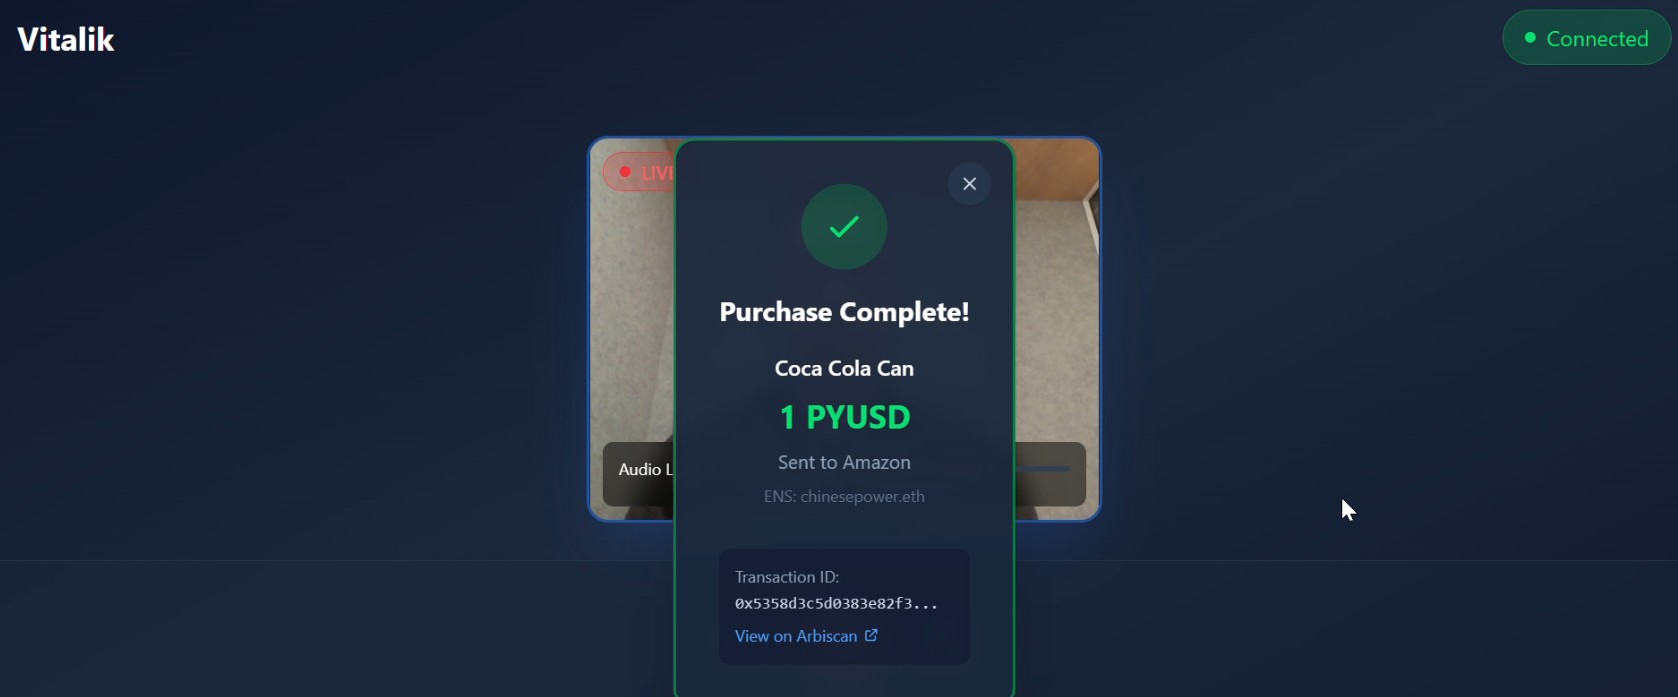 Vitalik
Connected
LIVE
Purchase Complete!
Coca Cola Can
1 PYUSD
Sent to Amazon
ENS: chinesepower.eth
Audio L
Transaction ID:
0x5358d3c5d0383e82f3...
View on Arbiscan